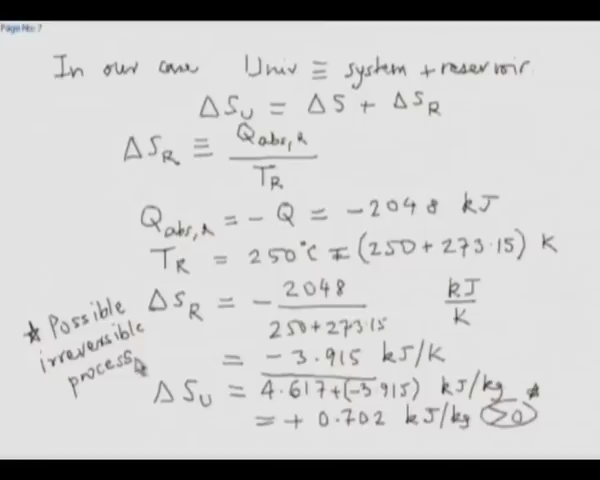 Page No: 7
In our case Univ ≡ system + reservoir.
ΔS_U = ΔS + ΔS_R
ΔS_R ≡ Q_abs,R / T_R
Q_abs,R = - Q = - 2048 kJ
T_R = 250°C ≡ (250 + 273.15) K
ΔS_R = - 2048 / 250+273.15 kJ/K
= - 3.915 kJ/K
* Possible
irreversible
process
ΔS_U = 4.617+(-3.915) kJ/kg *
= + 0.702 kJ/kg >0